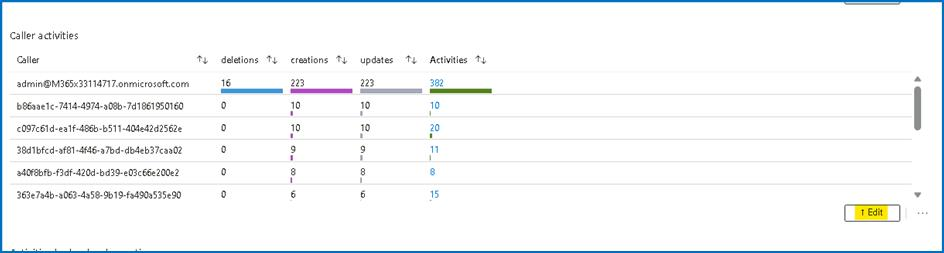 Caller activities
Caller ↑↓ deletions ↑↓ creations ↑↓ updates ↑↓ Activities ↑↓
admin@M365x33114717.onmicrosoft.com 16 223 223 382
b86aae1c-7414-4974-a08b-7d1861950160 0 10 10 10
c097c61d-ea1f-486b-b511-404e42d2562e 0 10 10 20
38d1bfcd-af81-4f46-a7bd-db4eb37caa02 0 9 9 11
a40f8bfb-f3df-420d-bd39-e03c66e200e2 0 8 8 8
363e7a4b-a063-4a58-9b19-fa490a535e90 0 6 6 15
↑ Edit ...